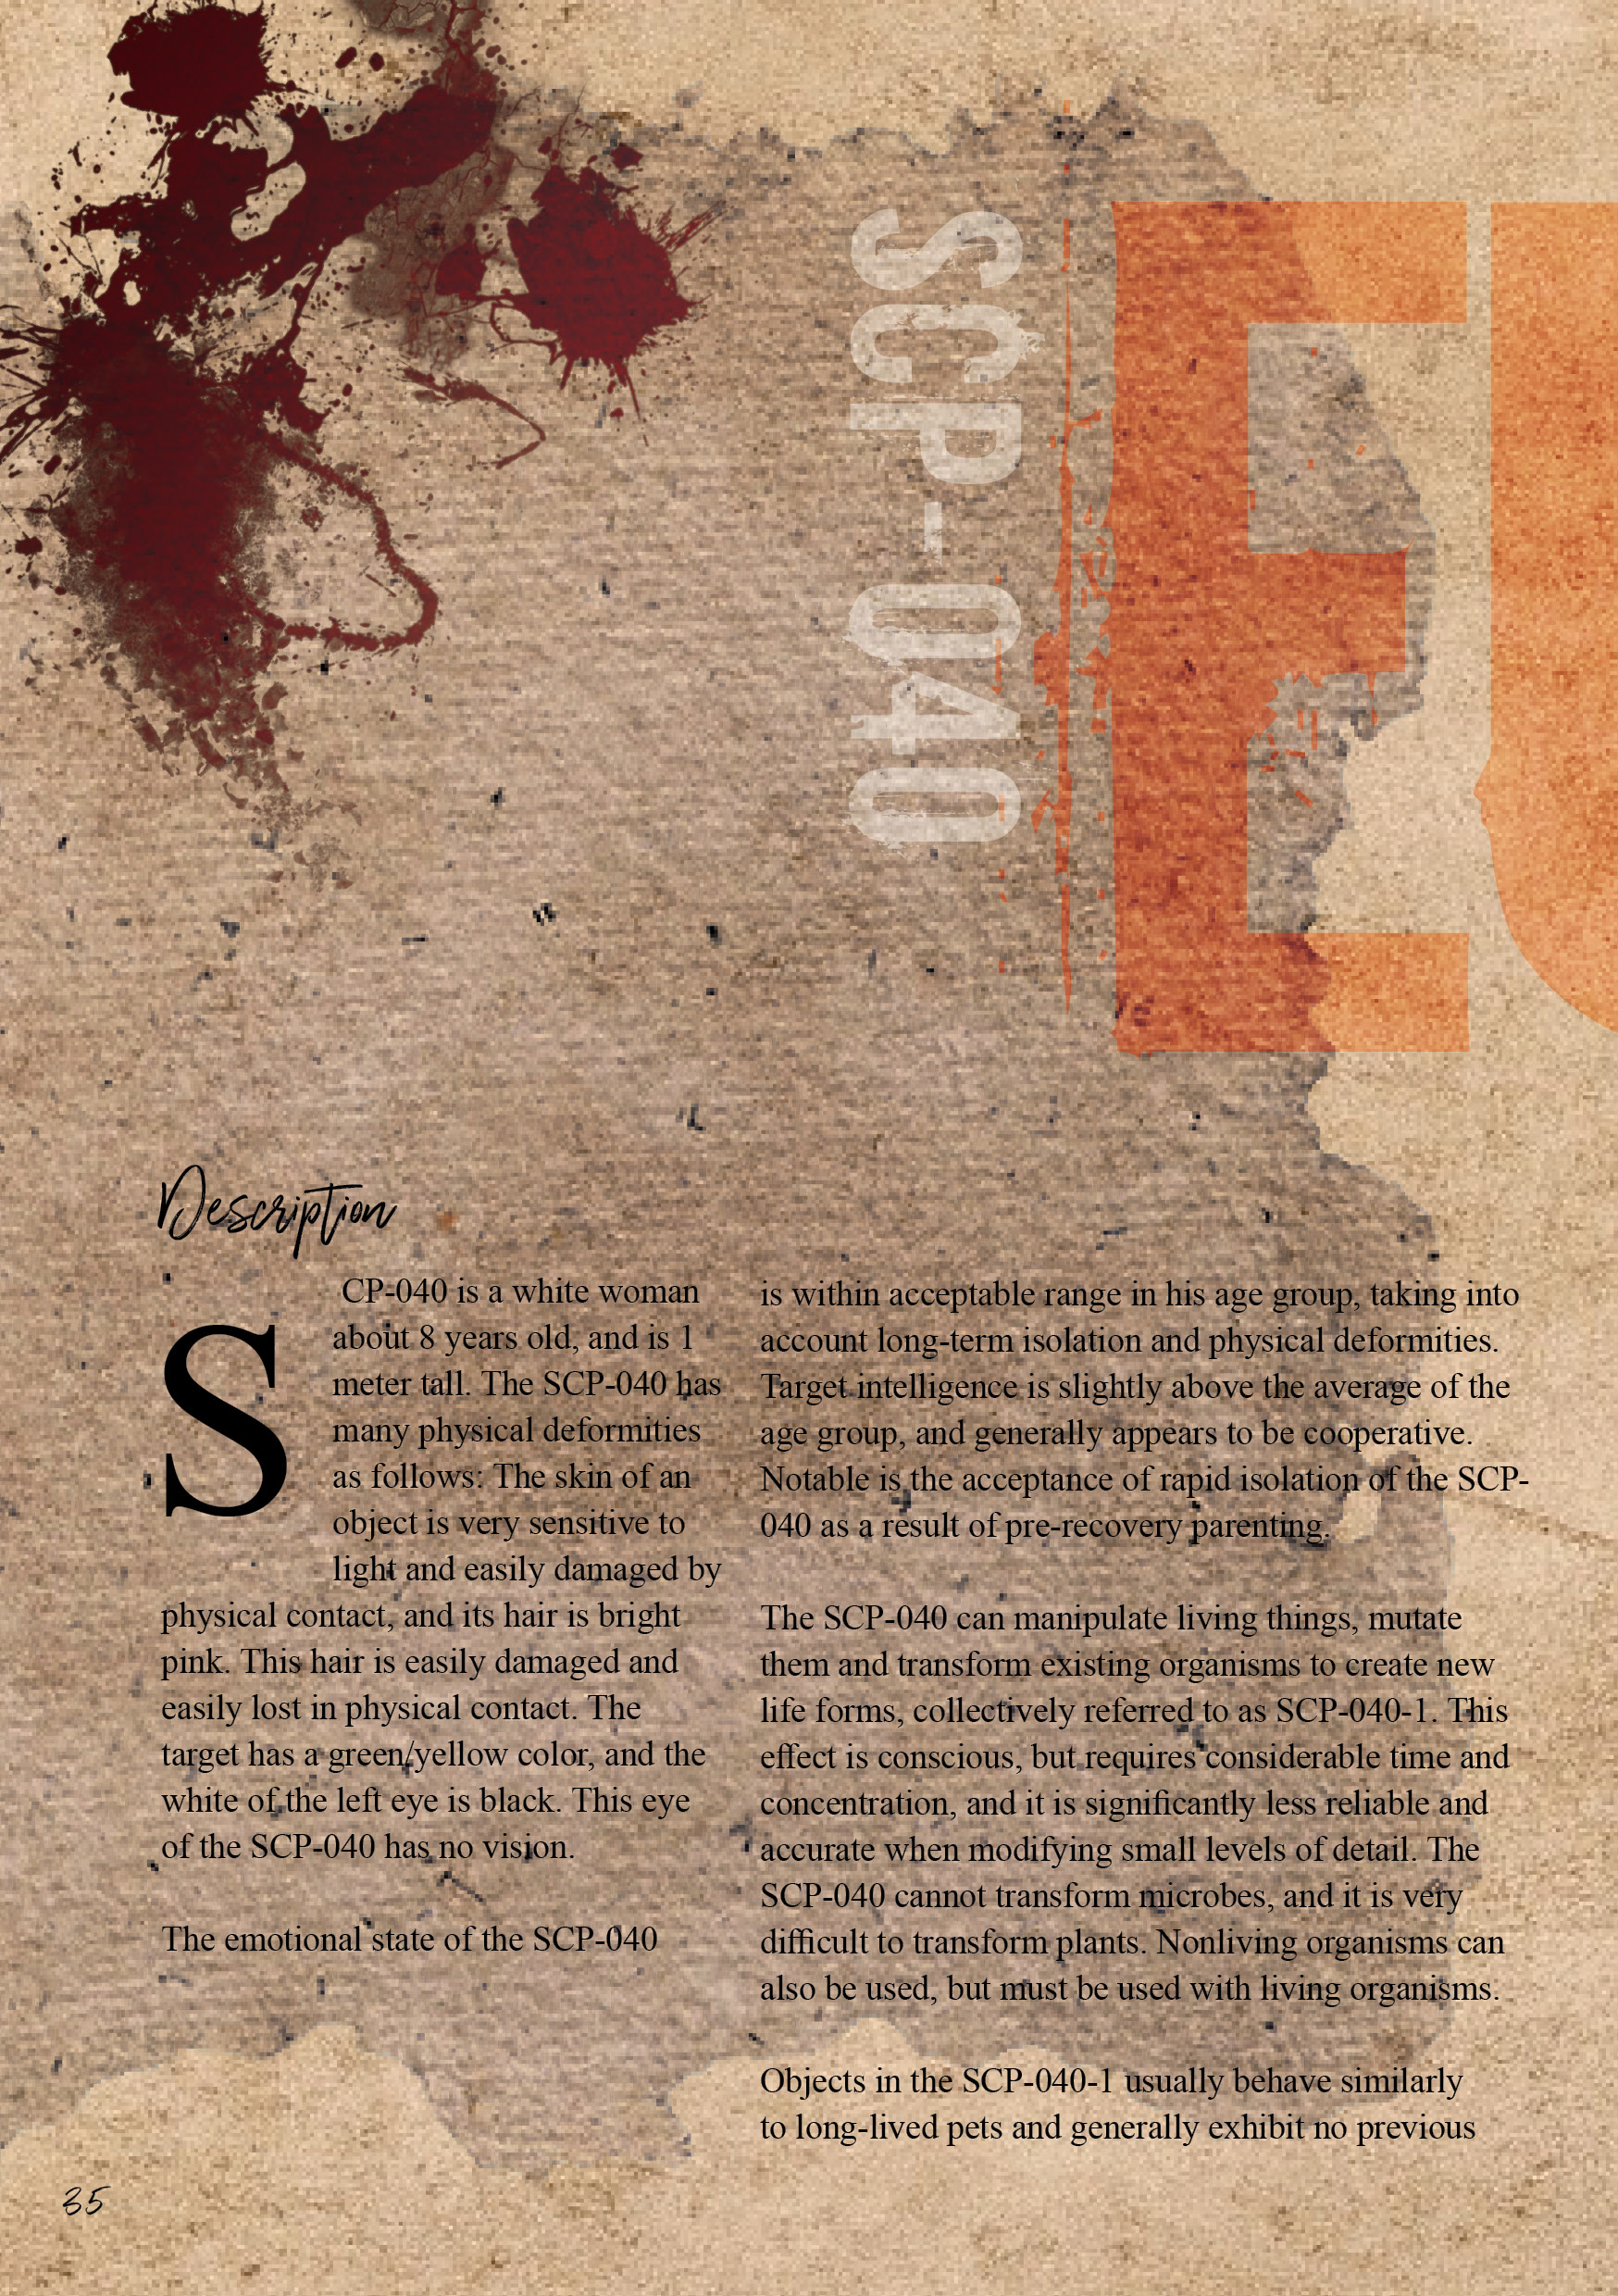 SCP-040
EU
Description
SCP-040 is a white woman
about 8 years old, and is 1
meter tall. The SCP-040 has
many physical deformities
as follows: The skin of an
object is very sensitive to
light and easily damaged by
physical contact, and its hair is bright
pink. This hair is easily damaged and
easily lost in physical contact. The
target has a green/yellow color, and the
white of the left eye is black. This eye
of the SCP-040 has no vision.
The emotional state of the SCP-040
is within acceptable range in his age group, taking into
account long-term isolation and physical deformities.
Target intelligence is slightly above the average of the
age group, and generally appears to be cooperative.
Notable is the acceptance of rapid isolation of the SCP-
040 as a result of pre-recovery parenting.
The SCP-040 can manipulate living things, mutate
them and transform existing organisms to create new
life forms, collectively referred to as SCP-040-1. This
effect is conscious, but requires considerable time and
concentration, and it is significantly less reliable and
accurate when modifying small levels of detail. The
SCP-040 cannot transform microbes, and it is very
difficult to transform plants. Nonliving organisms can
also be used, but must be used with living organisms.
Objects in the SCP-040-1 usually behave similarly
to long-lived pets and generally exhibit no previous
35